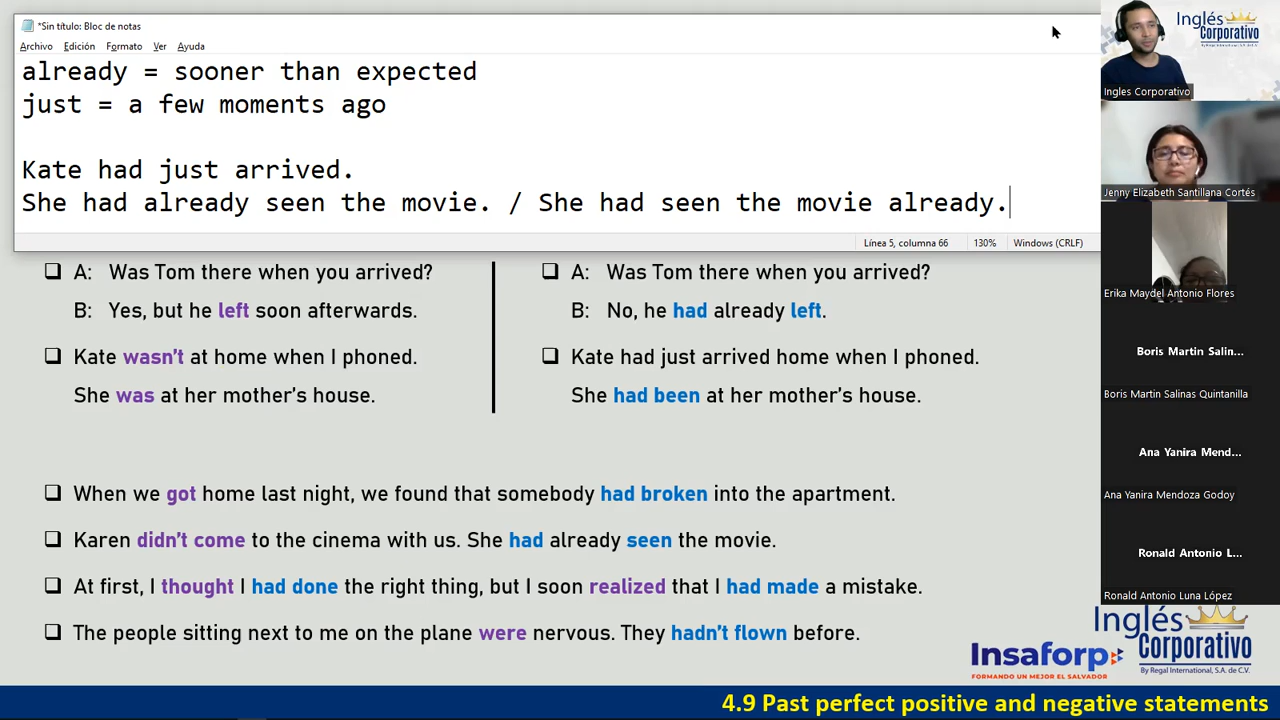 *Sin título: Bloc de notas
Archivo Edición Formato Ver Ayuda
already = sooner than expected
just = a few moments ago
Kate had just arrived.
She had already seen the movie. / She had seen the movie already.
Línea 5, columna 66 130% Windows (CRLF)
A: Was Tom there when you arrived?
B: Yes, but he left soon afterwards.
Kate wasn't at home when I phoned.
She was at her mother's house.
A: Was Tom there when you arrived?
B: No, he had already left.
Kate had just arrived home when I phoned.
She had been at her mother's house.
When we got home last night, we found that somebody had broken into the apartment.
Karen didn't come to the cinema with us. She had already seen the movie.
At first, I thought I had done the right thing, but I soon realized that I had made a mistake.
The people sitting next to me on the plane were nervous. They hadn't flown before.
Insaforp
FORMANDO UN MEJOR EL SALVADOR
Inglés
Corporativo
By Regal International, S.A. de C.V.
4.9 Past perfect positive and negative statements
Inglés
Corporativo
By Regal International, S.A. de C.V.
Ingles Corporativo
Jenny Elizabeth Santillana Cortés
Erika Maydel Antonio Flores
Boris Martin Salin...
Boris Martin Salinas Quintanilla
Ana Yanira Mend...
Ana Yanira Mendoza Godoy
Ronald Antonio L...
Ronald Antonio Luna López